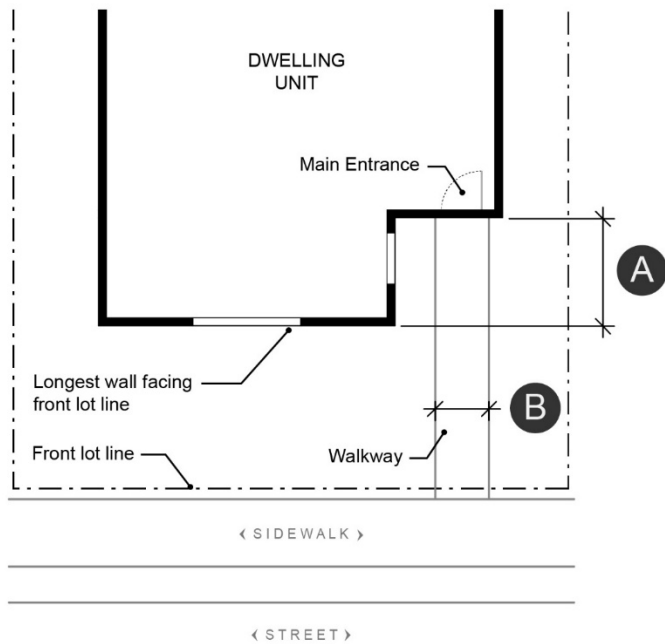 DWELLING
UNIT
Main Entrance
A
Longest wall facing
front lot line
B
Front lot line
Walkway
SIDEWALK
STREET